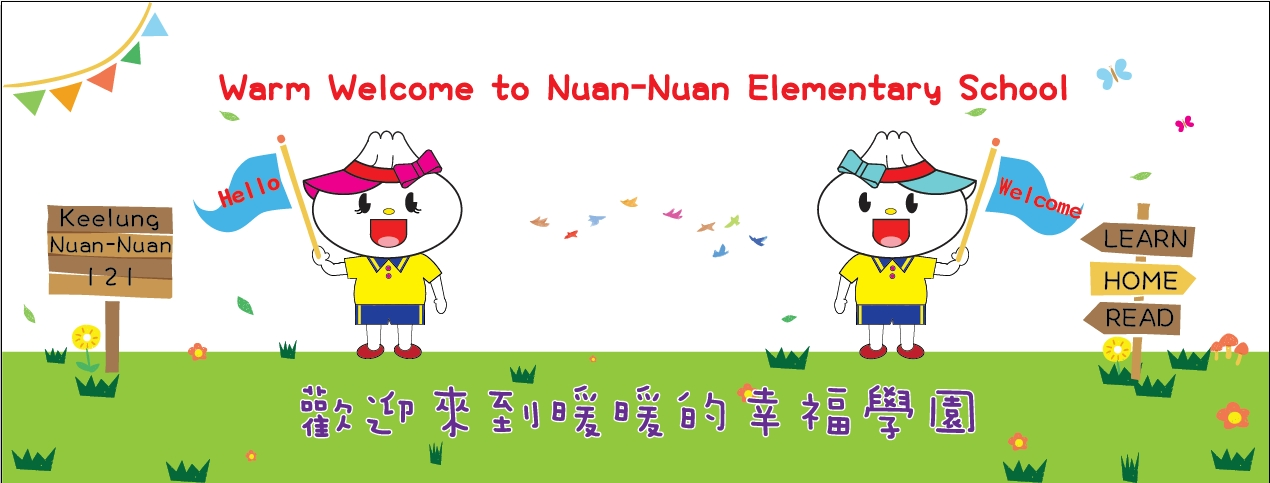 Warm Welcome to Nuan-Nuan Elementary School
Hello
Welcome
Keelung
Nuan-Nuan
121
LEARN
HOME
READ
歡迎來到暖暖的幸福學園